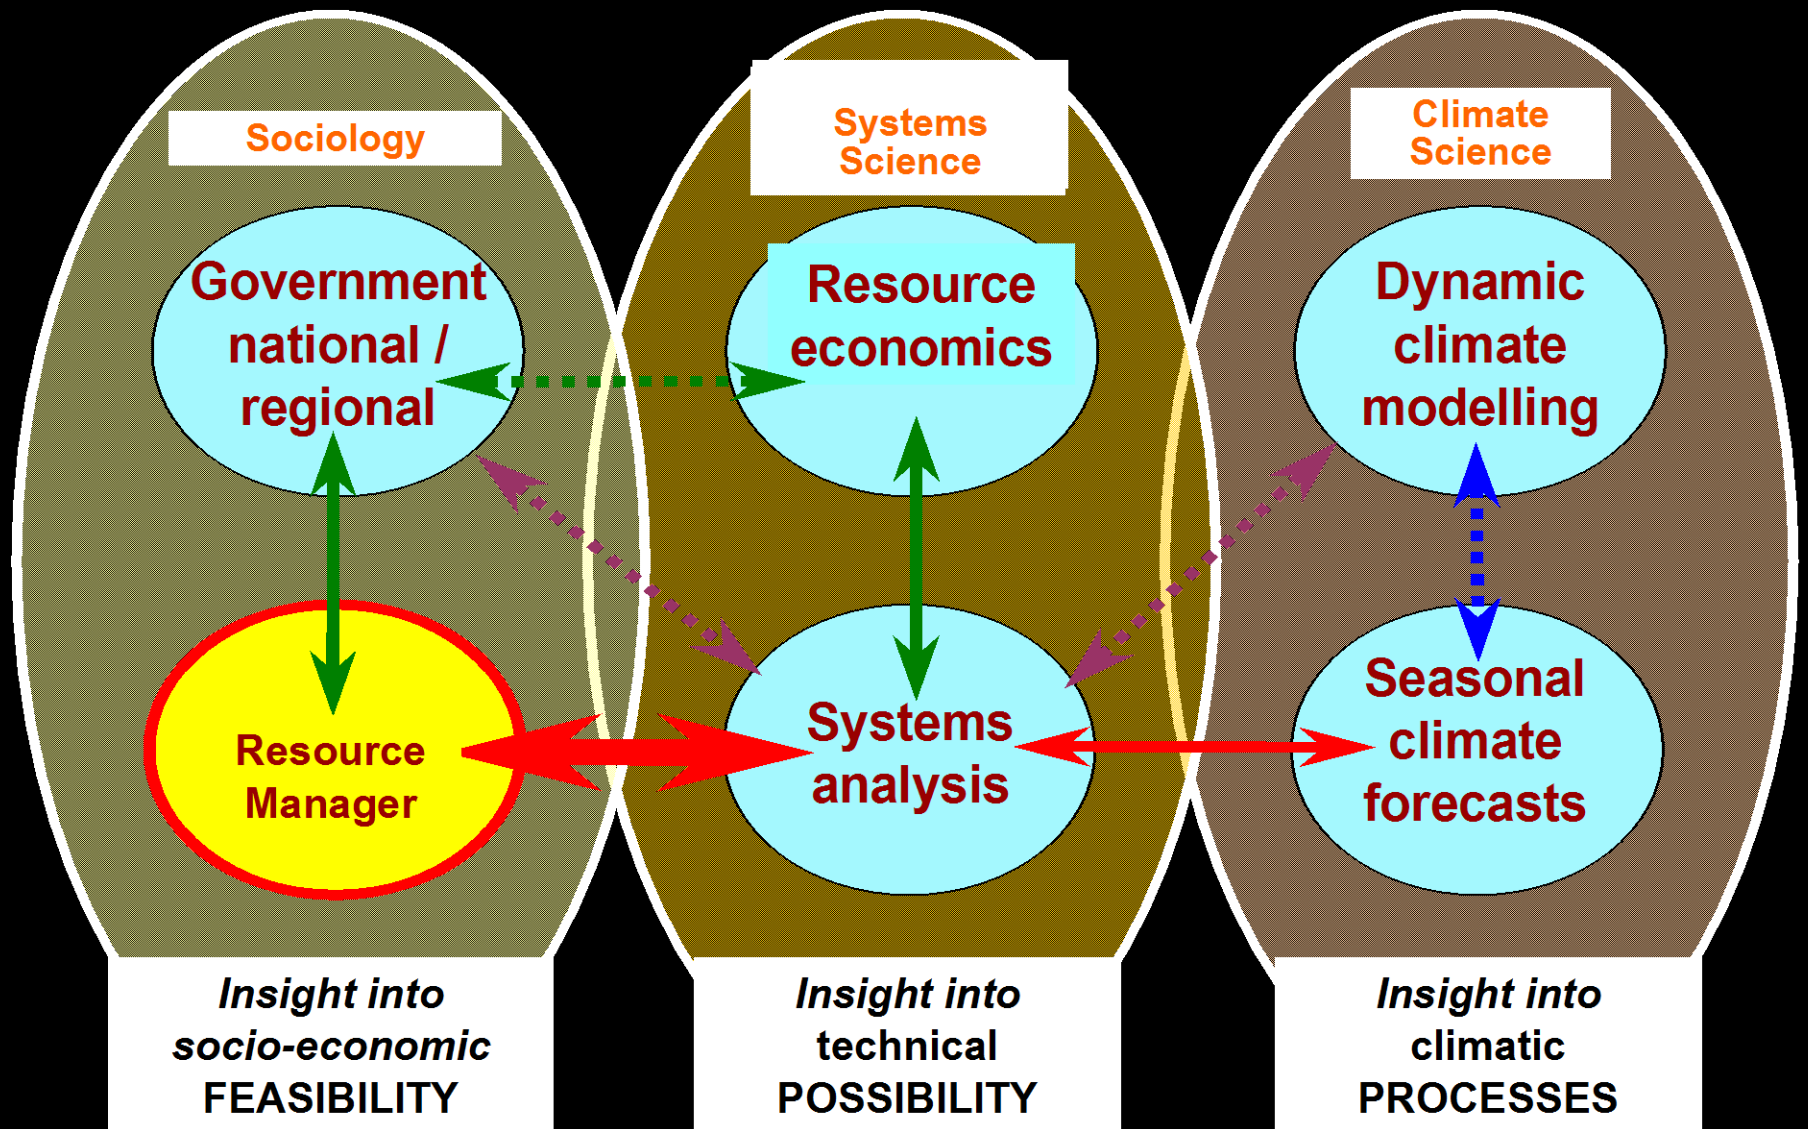 Sociology
Systems
Science
Climate
Science
Government
national /
regional
Resource
economics
Dynamic
climate
modelling
Resource
Manager
Systems
analysis
Seasonal
climate
forecasts
Insight into
socio-economic
FEASIBILITY
Insight into
technical
POSSIBILITY
Insight into
climatic
PROCESSES